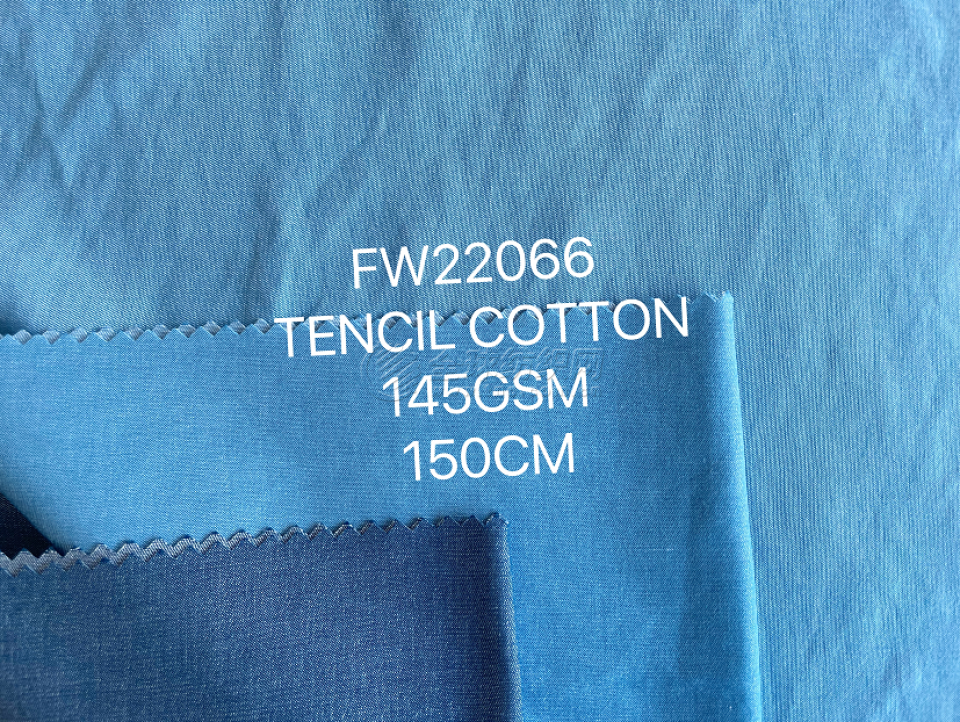 FW22066
TENCIL COTTON
145GSM
150CM